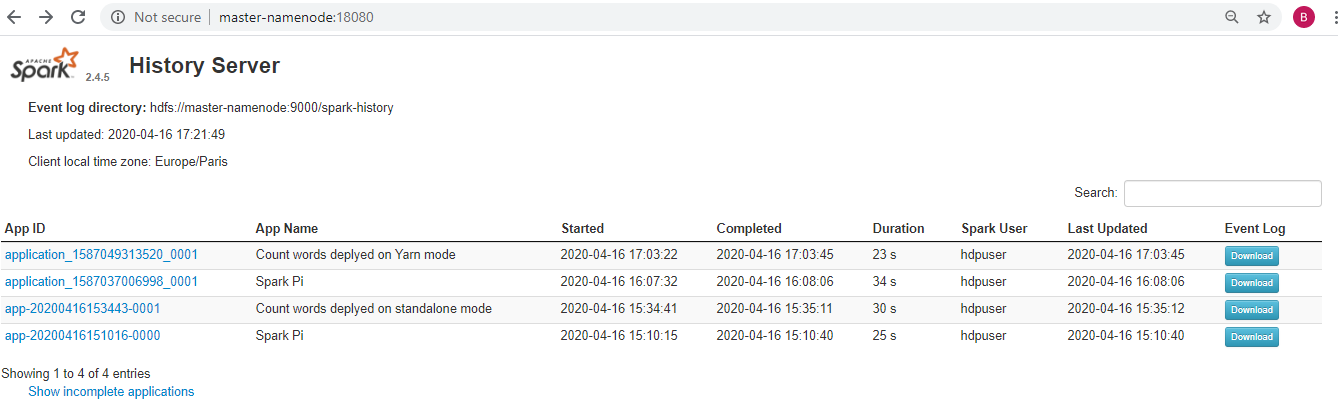 Not secure | master-namenode:18080 B
APACHE
Spark 2.4.5 History Server
Event log directory: hdfs://master-namenode:9000/spark-history
Last updated: 2020-04-16 17:21:49
Client local time zone: Europe/Paris
Search:
App ID App Name Started Completed Duration Spark User Last Updated Event Log
application_1587049313520_0001 Count words deplyed on Yarn mode 2020-04-16 17:03:22 2020-04-16 17:03:45 23 s hdpuser 2020-04-16 17:03:45 Download
application_1587037006998_0001 Spark Pi 2020-04-16 16:07:32 2020-04-16 16:08:06 34 s hdpuser 2020-04-16 16:08:06 Download
app-20200416153443-0001 Count words deplyed on standalone mode 2020-04-16 15:34:41 2020-04-16 15:35:11 30 s hdpuser 2020-04-16 15:35:12 Download
app-20200416151016-0000 Spark Pi 2020-04-16 15:10:15 2020-04-16 15:10:40 25 s hdpuser 2020-04-16 15:10:40 Download
Showing 1 to 4 of 4 entries
Show incomplete applications